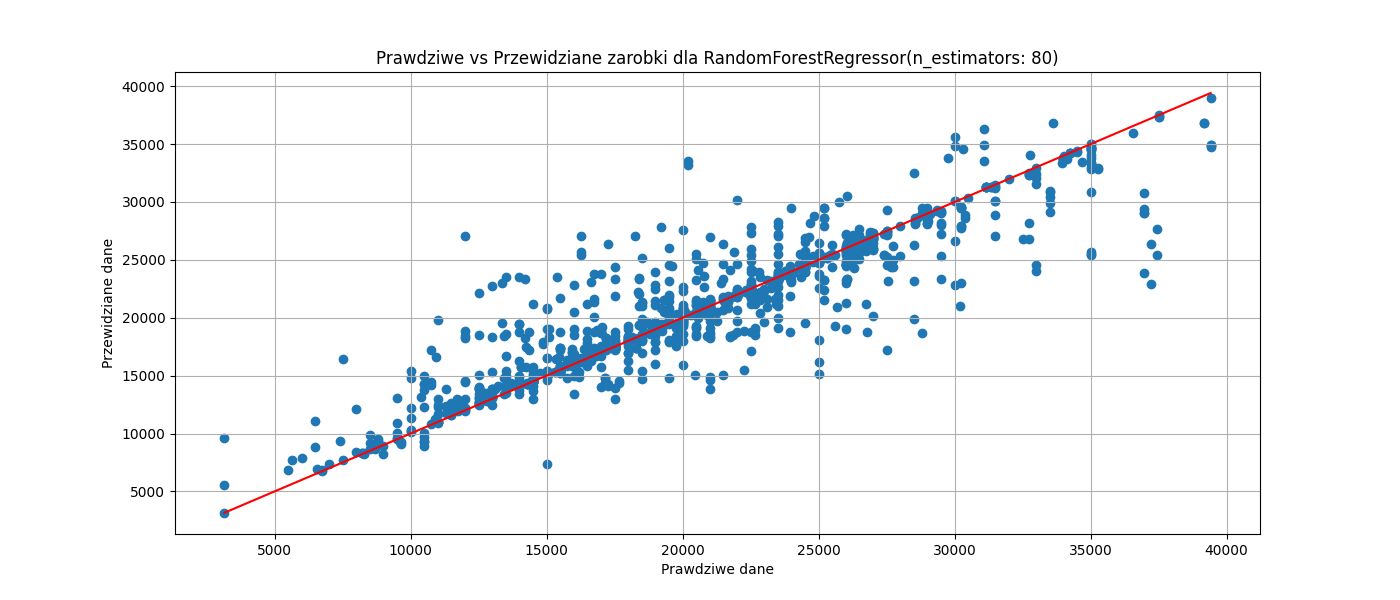 Prawdziwe vs Przewidziane zarobki dla RandomForestRegressor(n_estimators: 80)
40000
35000
30000
25000
20000
15000
10000
5000
Przewidziane dane
5000 10000 15000 20000 25000 30000 35000 40000
Prawdziwe dane